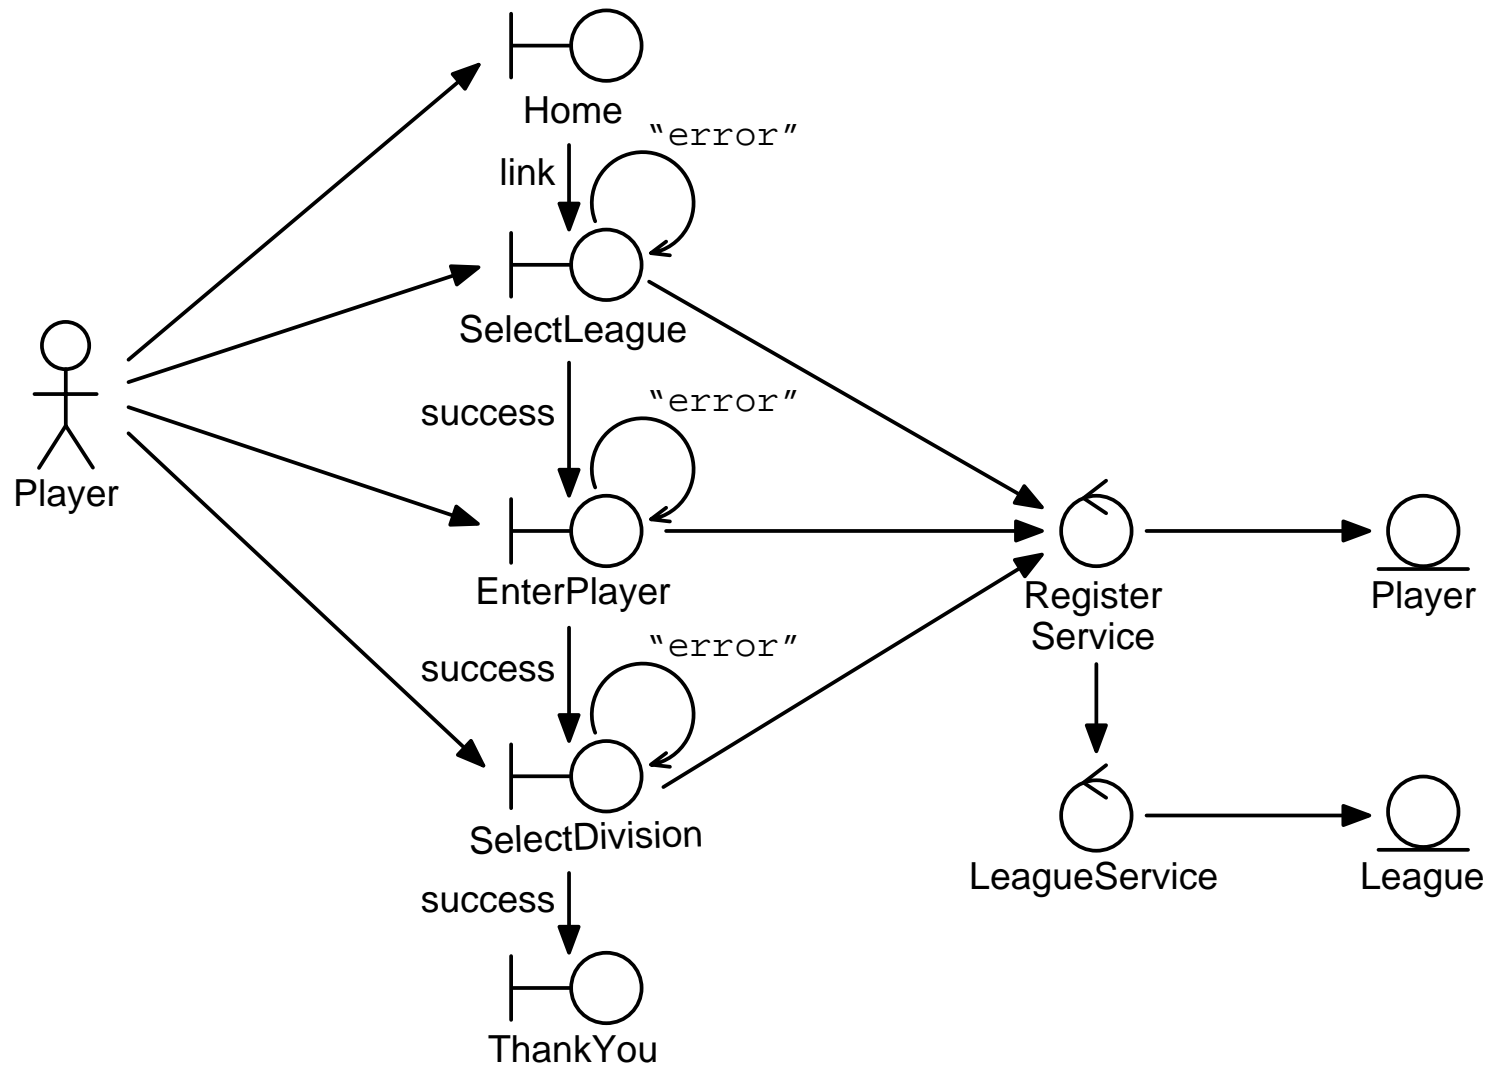 Home
“error”
link
SelectLeague
“error”
success
Player
EnterPlayer
Register
Service
Player
“error”
success
SelectDivision
LeagueService
League
success
ThankYou